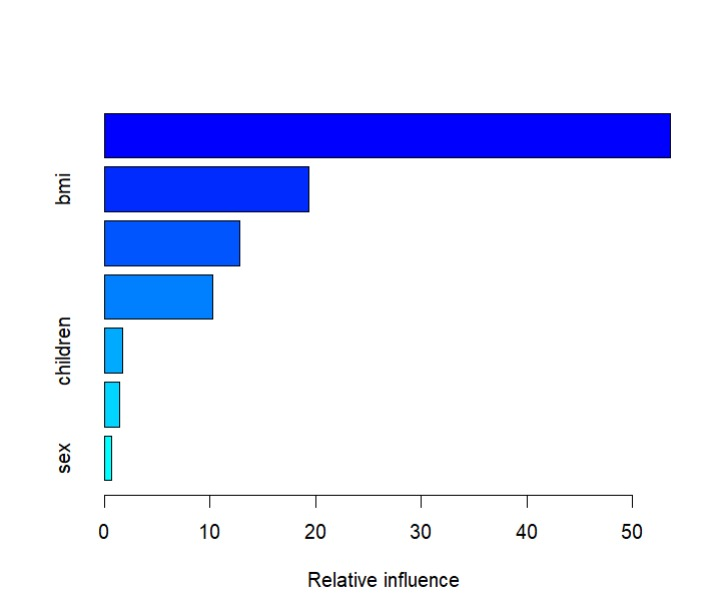 bmi
children
sex
0 10 20 30 40 50
Relative influence